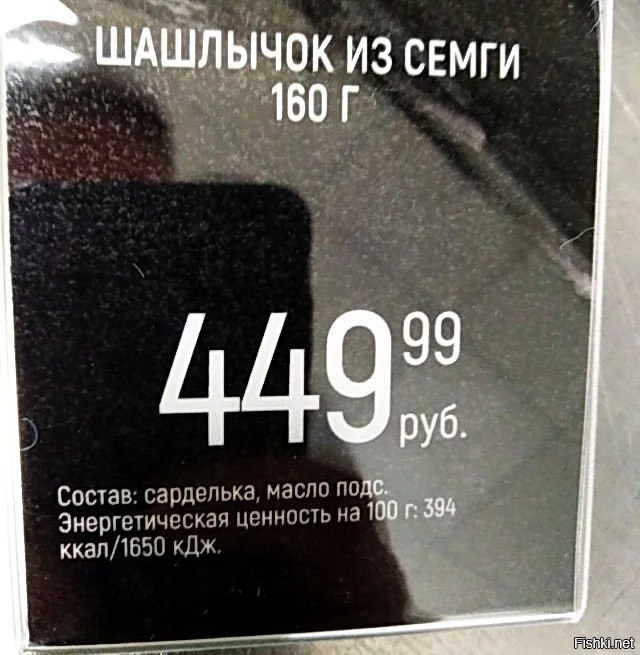 ШАШЛЫЧОК ИЗ СЕМГИ
160 Г
449 99
руб.
Состав: сарделька, масло подс.
Энергетическая ценность на 100 г: 394
ккал/1650 кДж.
Fishki.net